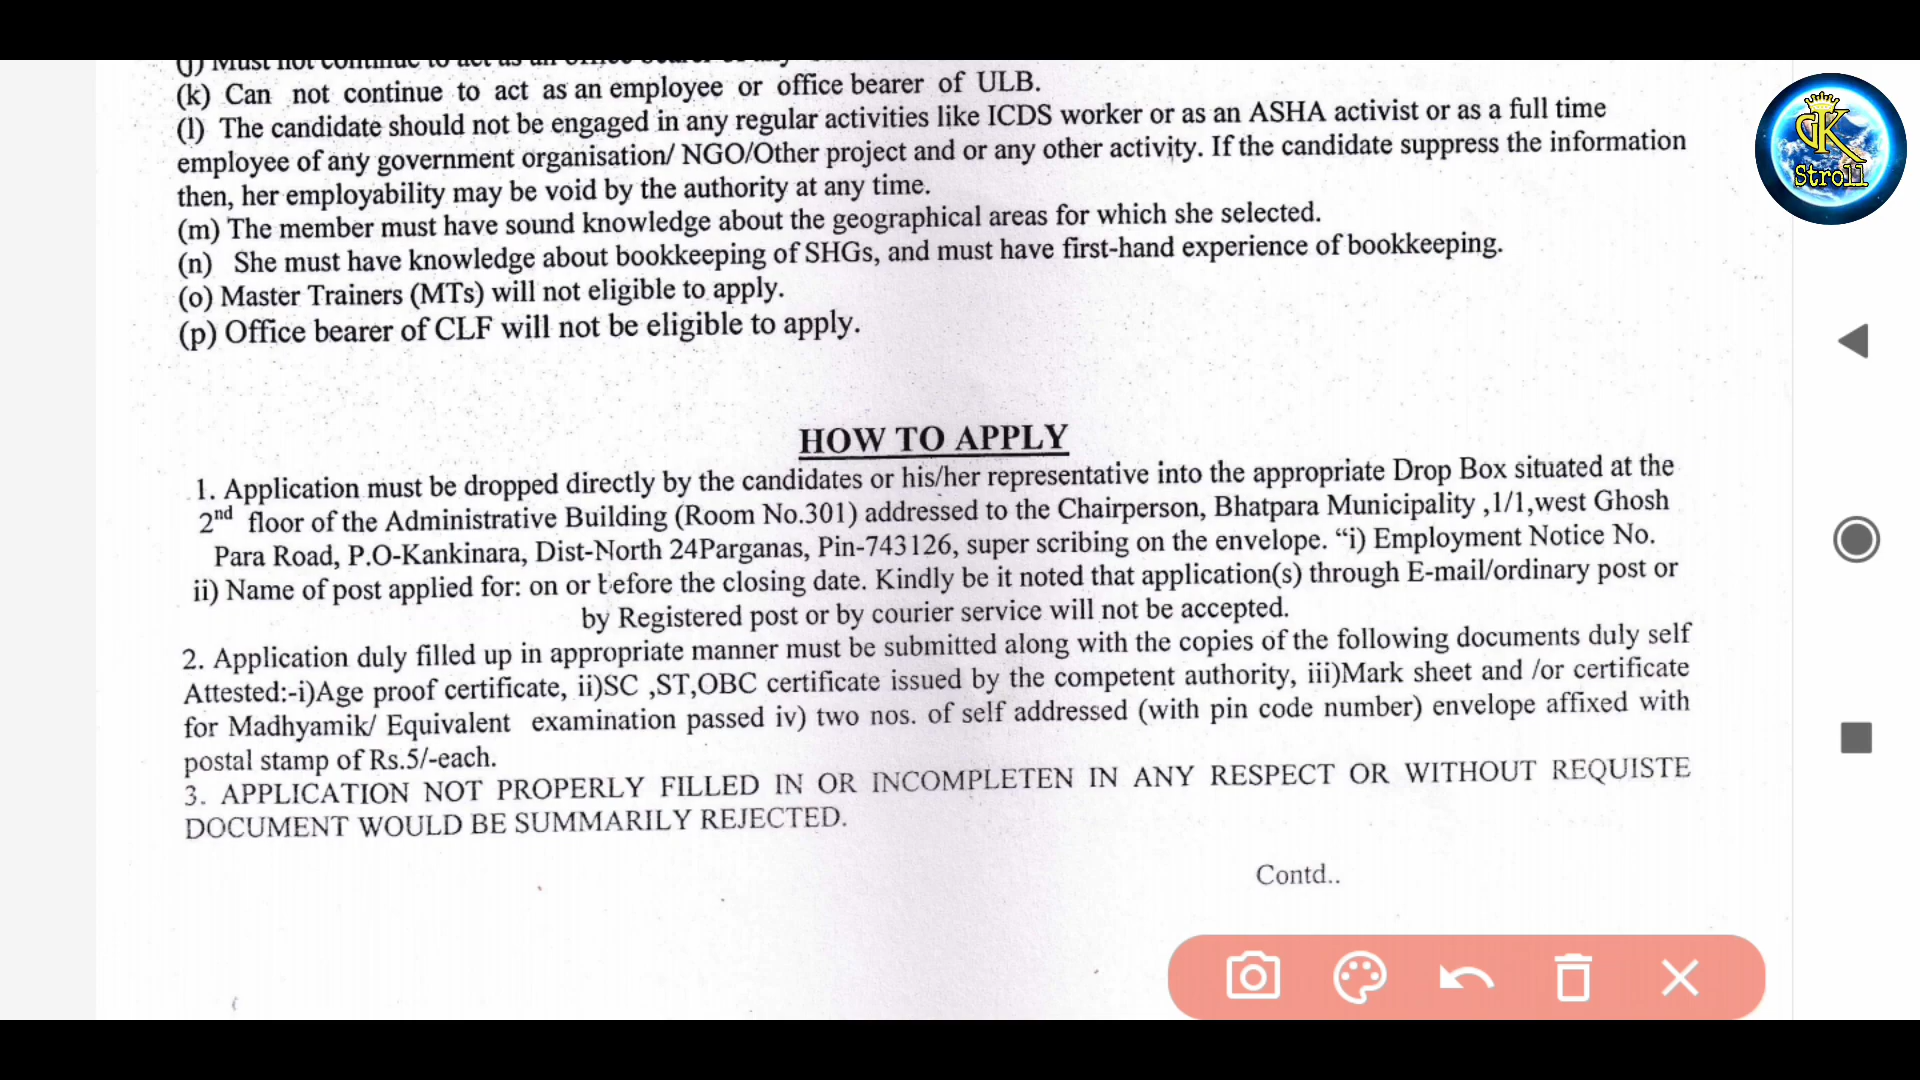 (j) Must not continue to act as an office bearer of any
(k) Can not continue to act as an employee or office bearer of ULB.
(l) The candidate should not be engaged in any regular activities like ICDS worker or as an ASHA activist or as a full time
employee of any government organisation/ NGO/Other project and or any other activity. If the candidate suppress the information
then, her employability may be void by the authority at any time.
(m) The member must have sound knowledge about the geographical areas for which she selected.
(n) She must have knowledge about bookkeeping of SHGs, and must have first-hand experience of bookkeeping.
(o) Master Trainers (MTs) will not eligible to apply.
(p) Office bearer of CLF will not be eligible to apply.
GK
Stroll
HOW TO APPLY
1. Application must be dropped directly by the candidates or his/her representative into the appropriate Drop Box situated at the
2nd floor of the Administrative Building (Room No.301) addressed to the Chairperson, Bhatpara Municipality ,1/1,west Ghosh
Para Road, P.O-Kankinara, Dist-North 24Parganas, Pin-743126, super scribing on the envelope. “i) Employment Notice No.
ii) Name of post applied for: on or before the closing date. Kindly be it noted that application(s) through E-mail/ordinary post or
by Registered post or by courier service will not be accepted.
2. Application duly filled up in appropriate manner must be submitted along with the copies of the following documents duly self
Attested:-i)Age proof certificate, ii)SC ,ST,OBC certificate issued by the competent authority, iii)Mark sheet and /or certificate
for Madhyamik/ Equivalent examination passed iv) two nos. of self addressed (with pin code number) envelope affixed with
postal stamp of Rs.5/-each.
3. APPLICATION NOT PROPERLY FILLED IN OR INCOMPLETEN IN ANY RESPECT OR WITHOUT REQUISTE
DOCUMENT WOULD BE SUMMARILY REJECTED.
Contd..